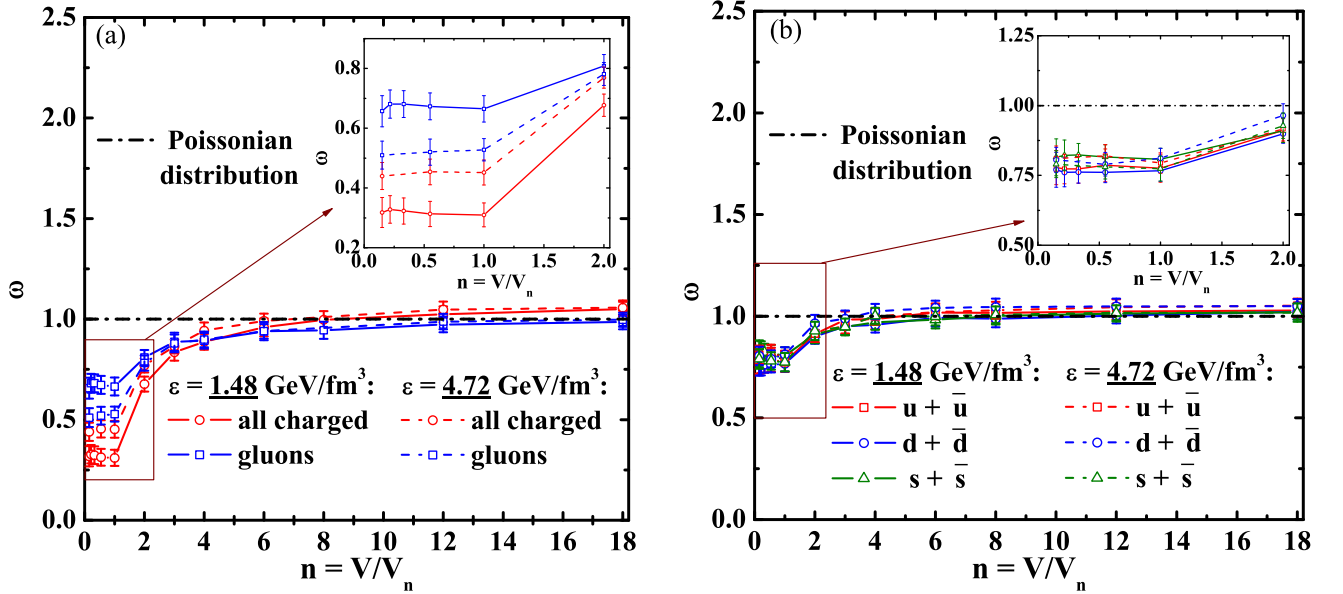 (a)
2.5
2.0
1.5
1.0
0.5
0.0
ω
0 2 4 6 8 10 12 14 16 18
n = V/Vₙ
Poissonian
distribution
0.8
0.6
0.4
0.2
ω
0.0 0.5 1.0 1.5 2.0
n = V/Vₙ
ε = 1.48 GeV/fm³: ε = 4.72 GeV/fm³:
all charged all charged
gluons gluons
(b)
2.5
2.0
1.5
1.0
0.5
0.0
ω
0 2 4 6 8 10 12 14 16 18
n = V/Vₙ
Poissonian
distribution
1.25
1.00
0.75
0.50
ω
0.0 0.5 1.0 1.5 2.0
n = V/Vₙ
ε = 1.48 GeV/fm³: ε = 4.72 GeV/fm³:
u + ū u + ū
d + d̄ d + d̄
s + s̄ s + s̄